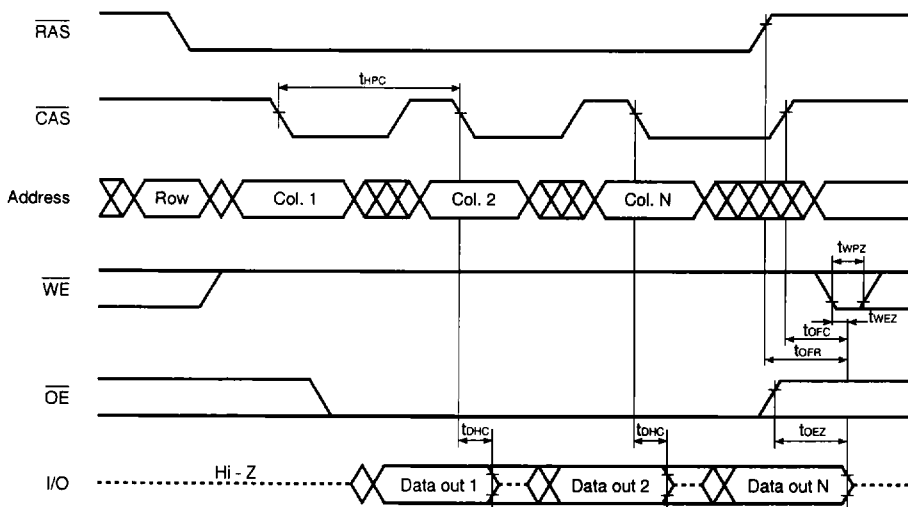 RAS
tHPC
CAS
Address Row Col. 1 Col. 2 Col. N
tWPZ
WE
tWEZ
tOFC
tOFR
OE
tDHC tDHC tOEZ
Hi - Z
I/O Data out 1 Data out 2 Data out N